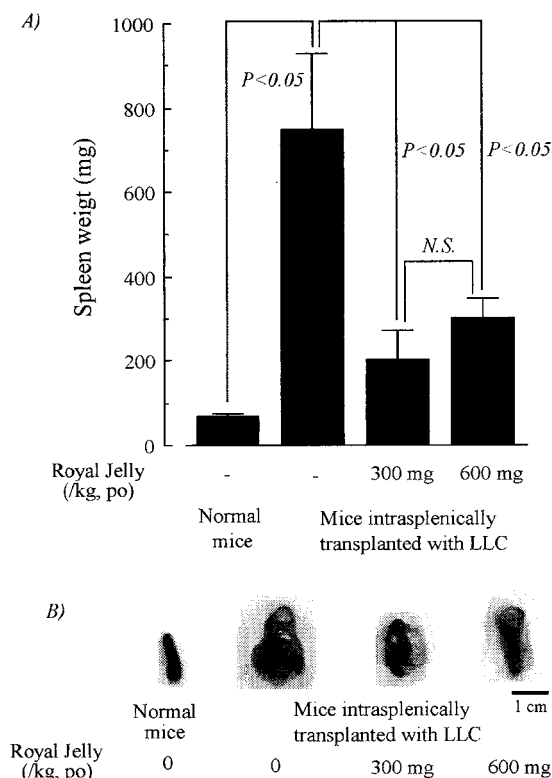 A)
1000
800
600
400
200
0
Spleen weigt (mg)
P<0.05
P<0.05
P<0.05
N.S.
Royal Jelly
(/kg, po)
-
-
300 mg
600 mg
Normal
mice
Mice intrasplenically
transplanted with LLC
B)
1 cm
Normal
mice
Mice intrasplenically
transplanted with LLC
Royal Jelly
(/kg, po)
0
0
300 mg
600 mg